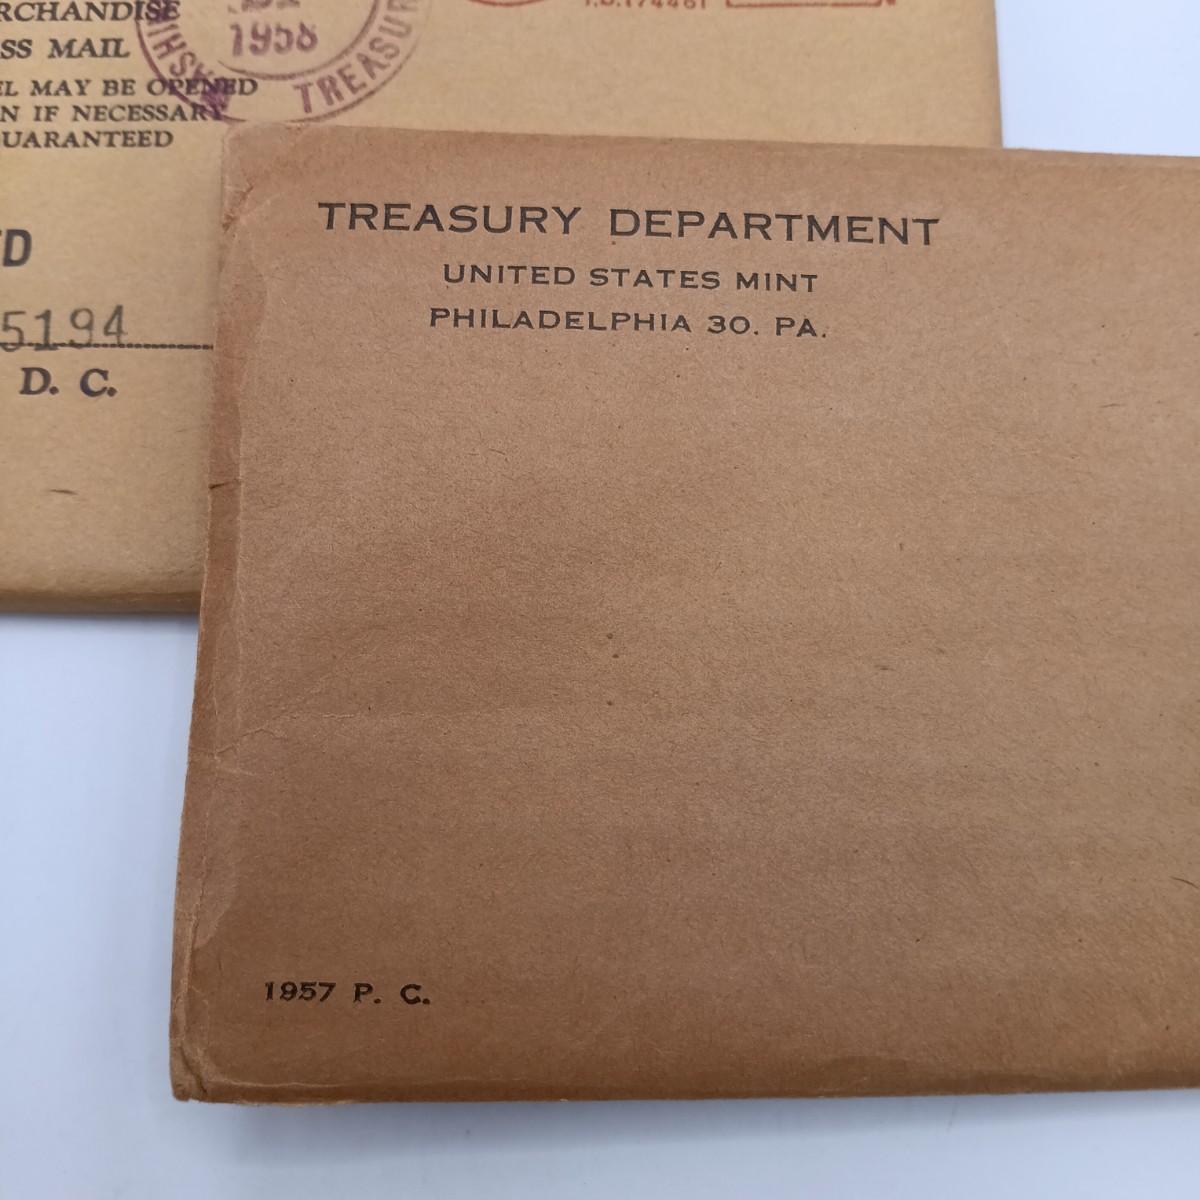 RCHANDISE
SS MAIL
EL MAY BE OPENED
N IF NECESSARY
UARANTEED
1958
TREASUR
D
5194
D. C.
TREASURY DEPARTMENT
UNITED STATES MINT
PHILADELPHIA 30. PA.
1957 P. C.